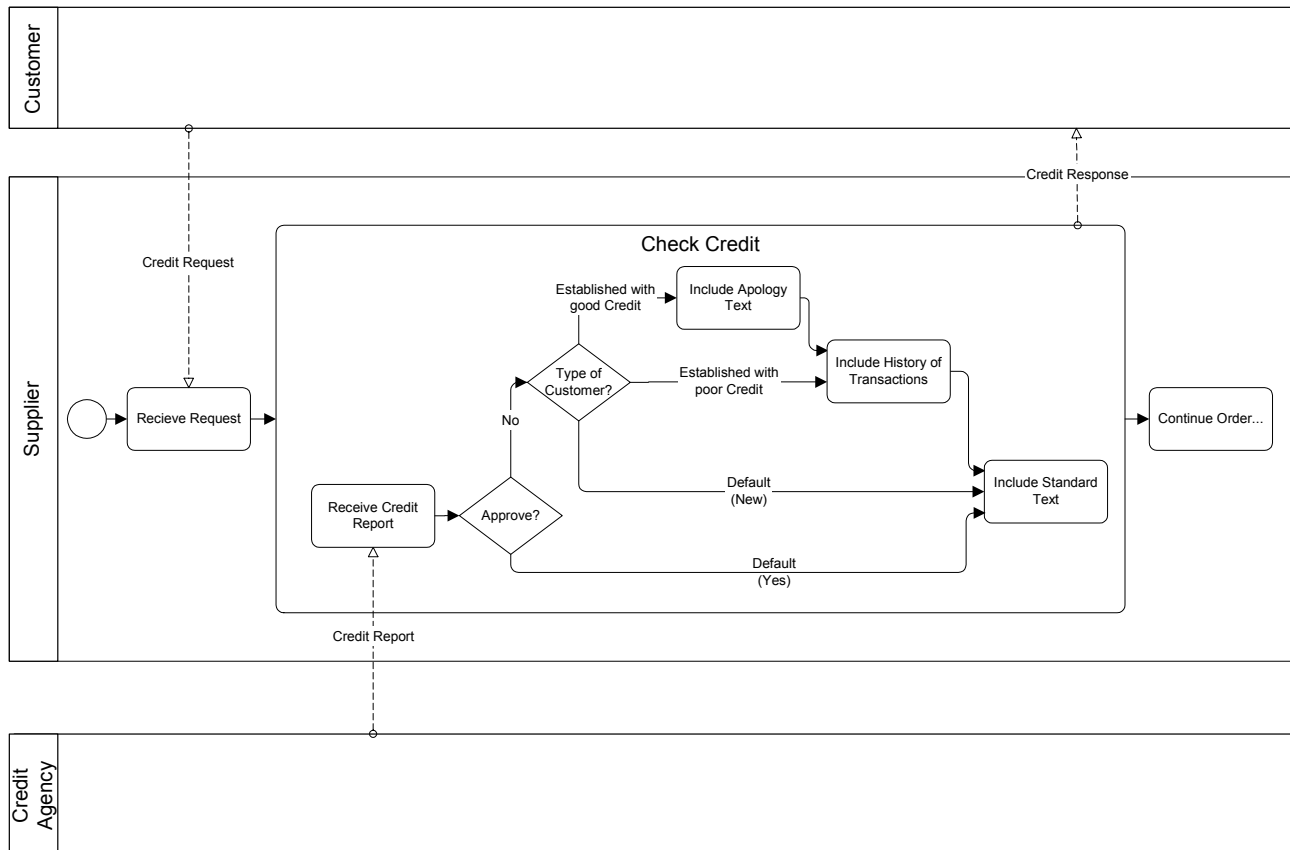 Customer
Credit Response
Supplier
Check Credit
Credit Request
Established with
good Credit
Include Apology
Text
Type of
Customer?
Established with
poor Credit
Include History of
Transactions
Recieve Request
No
Continue Order...
Receive Credit
Report
Approve?
Default
(New)
Include Standard
Text
Default
(Yes)
Credit Report
Credit
Agency